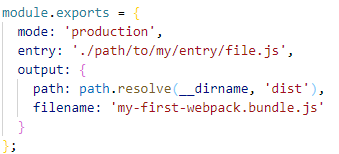 module.exports = {
  mode: 'production',
  entry: './path/to/my/entry/file.js',
  output: {
    path: path.resolve(__dirname, 'dist'),
    filename: 'my-first-webpack.bundle.js'
  }
};